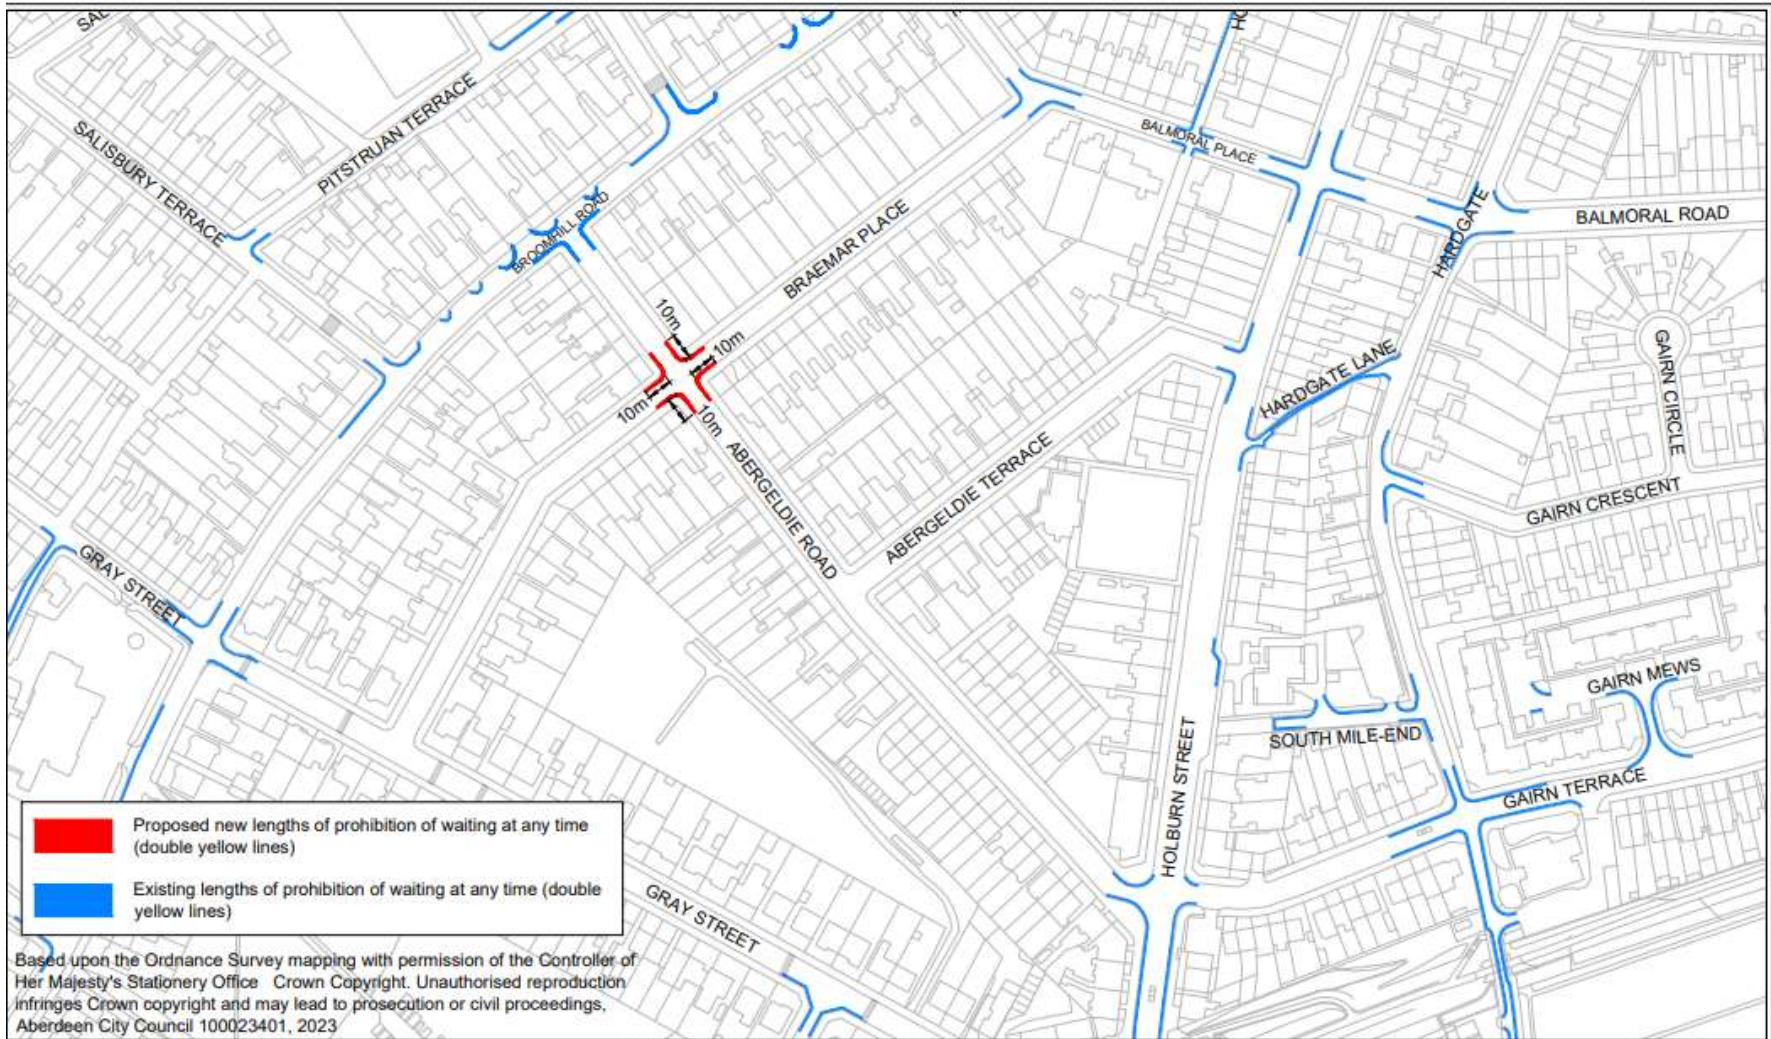 SAL
HO
SALISBURY TERRACE
PITSTRUAN TERRACE
BROOMHILL ROAD
BRAEMAR PLACE
BALMORAL PLACE
HARDGATE
BALMORAL ROAD
10m
10m
10m
10m
ABERGELDIE ROAD
ABERGELDIE TERRACE
HARDGATE LANE
GAIRN CIRCLE
GAIRN CRESCENT
GRAY STREET
GAIRN MEWS
SOUTH MILE-END
GAIRN TERRACE
HOLBURN STREET
GRAY STREET
Proposed new lengths of prohibition of waiting at any time
(double yellow lines)
Existing lengths of prohibition of waiting at any time (double
yellow lines)
Based upon the Ordnance Survey mapping with permission of the Controller of
Her Majesty's Stationery Office Crown Copyright. Unauthorised reproduction
infringes Crown copyright and may lead to prosecution or civil proceedings,
Aberdeen City Council 100023401, 2023